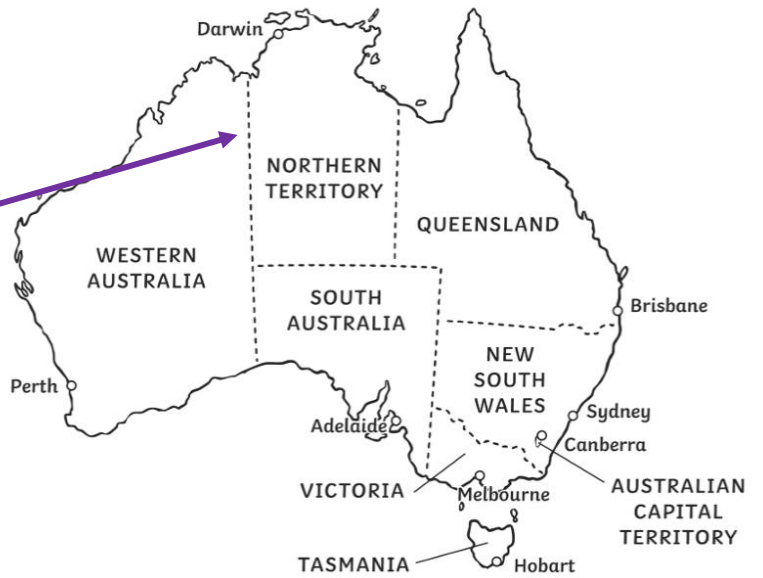 Darwin
NORTHERN
TERRITORY
QUEENSLAND
WESTERN
AUSTRALIA
SOUTH
AUSTRALIA
Brisbane
NEW
SOUTH
WALES
Perth
Adelaide
Sydney
Canberra
VICTORIA
Melbourne
AUSTRALIAN
CAPITAL
TERRITORY
TASMANIA
Hobart